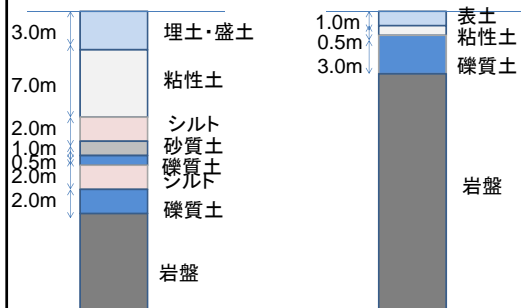 3.0m 埋土・盛土
7.0m 粘性土
2.0m シルト
1.0m 砂質土
0.5m 礫質土
2.0m シルト
2.0m 礫質土
岩盤
1.0m 表土
0.5m 粘性土
3.0m 礫質土
岩盤